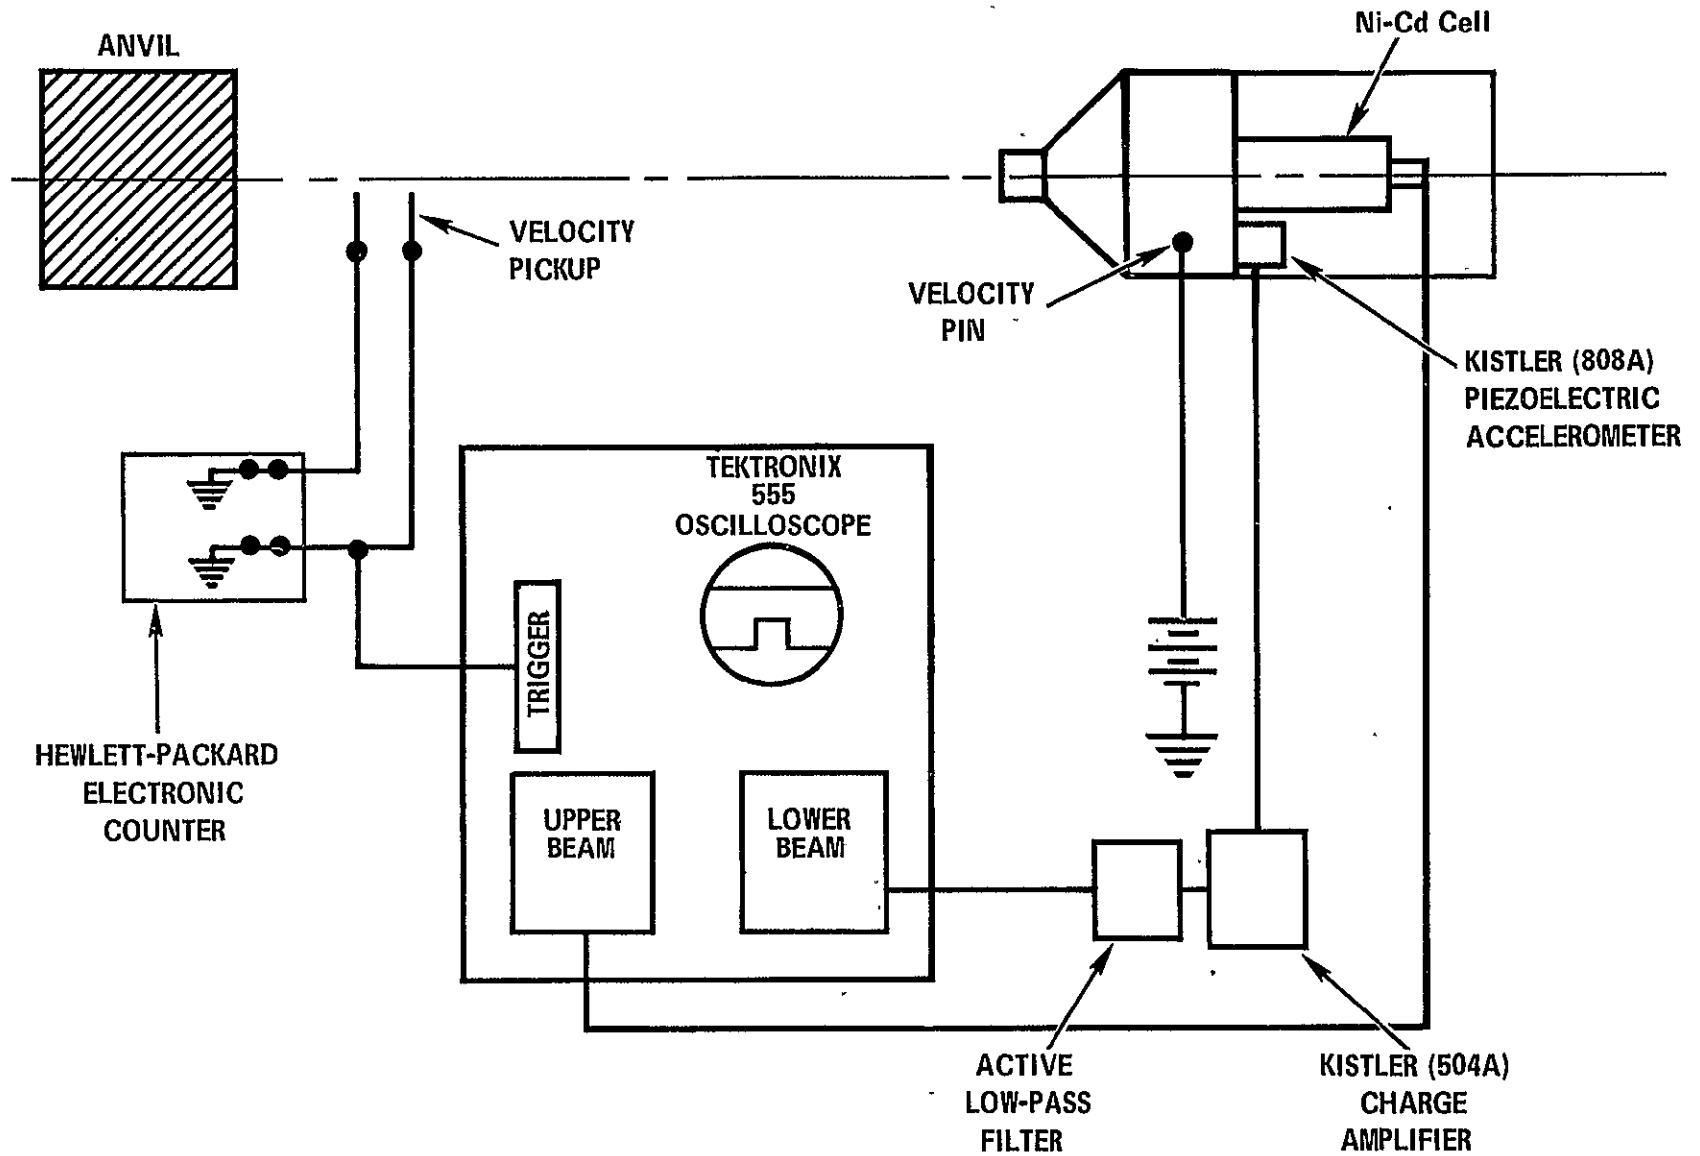 ANVIL
Ni-Cd Cell
VELOCITY
PICKUP
VELOCITY
PIN
KISTLER (808A)
PIEZOELECTRIC
ACCELEROMETER
TEKTRONIX
555
OSCILLOSCOPE
TRIGGER
HEWLETT-PACKARD
ELECTRONIC
COUNTER
UPPER
BEAM
LOWER
BEAM
ACTIVE
LOW-PASS
FILTER
KISTLER (504A)
CHARGE
AMPLIFIER